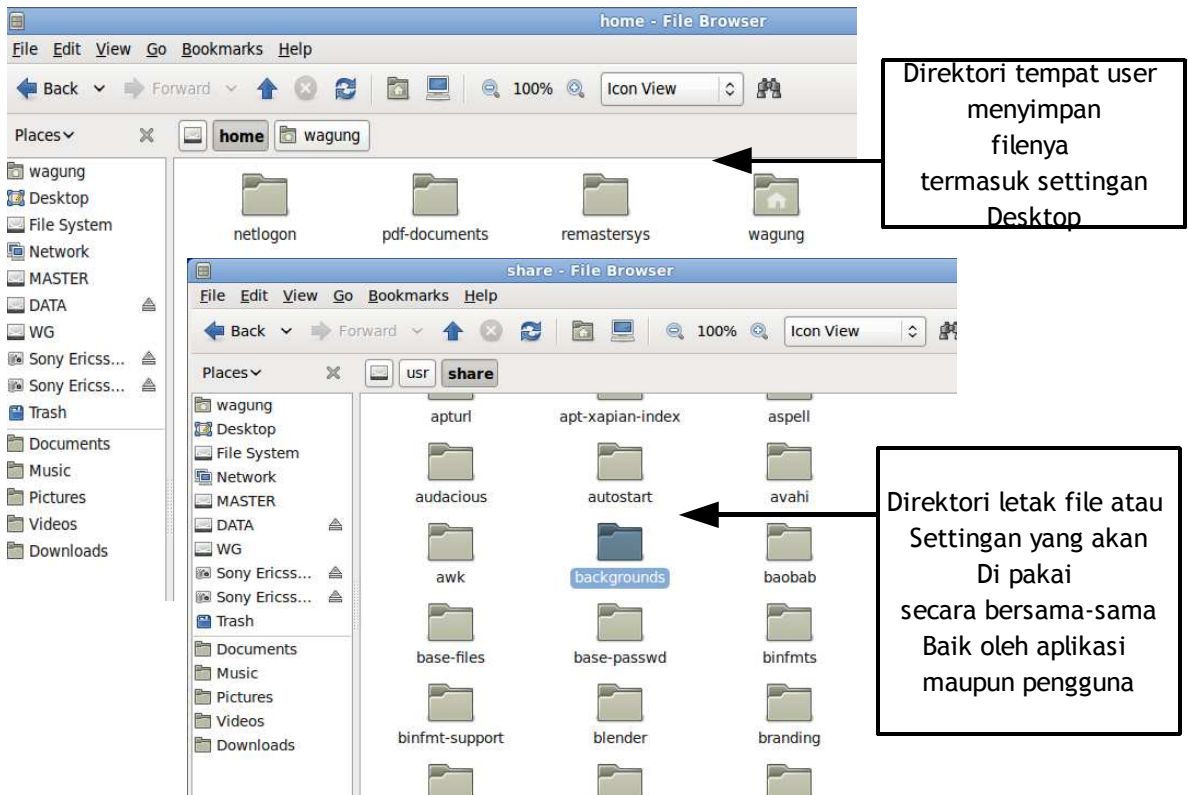 home - File Browser
File Edit View Go Bookmarks Help
Back Forward 100% Icon View
Places home wagung
wagung
Desktop
File System
Network
MASTER
DATA
WG
Sony Ericss...
Sony Ericss...
Trash
Documents
Music
Pictures
Videos
Downloads
netlogon pdf-documents remastersys wagung
Direktori tempat user
menyimpan
filenya
termasuk settingan
Desktop
share - File Browser
File Edit View Go Bookmarks Help
Back Forward 100% Icon View
Places usr share
wagung
Desktop
File System
Network
MASTER
DATA
WG
Sony Ericss...
Sony Ericss...
Trash
Documents
Music
Pictures
Videos
Downloads
apturl apt-xapian-index aspell
audacious autostart avahi
awk backgrounds baobab
base-files base-passwd binfmts
binfmt-support blender branding
Direktori letak file atau
Settingan yang akan
Di pakai
secara bersama-sama
Baik oleh aplikasi
maupun pengguna